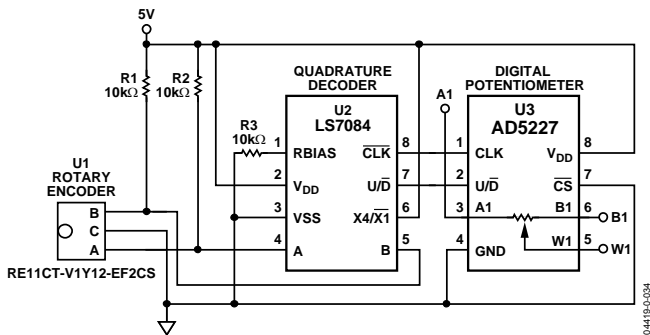 5V
R1
10kΩ
R2
10kΩ
QUADRATURE
DECODER
DIGITAL
POTENTIOMETER
A1
U2
LS7084
U3
AD5227
R3
10kΩ
1
RBIAS
CLK
8
1
CLK
VDD
8
2
VDD
U/D
7
2
U/D
CS
7
3
VSS
X4/X1
6
3
A1
B1
6
B1
4
A
B
5
4
GND
W1
5
W1
U1
ROTARY
ENCODER
B
C
A
RE11CT-V1Y12-EF2CS
04419-0-034